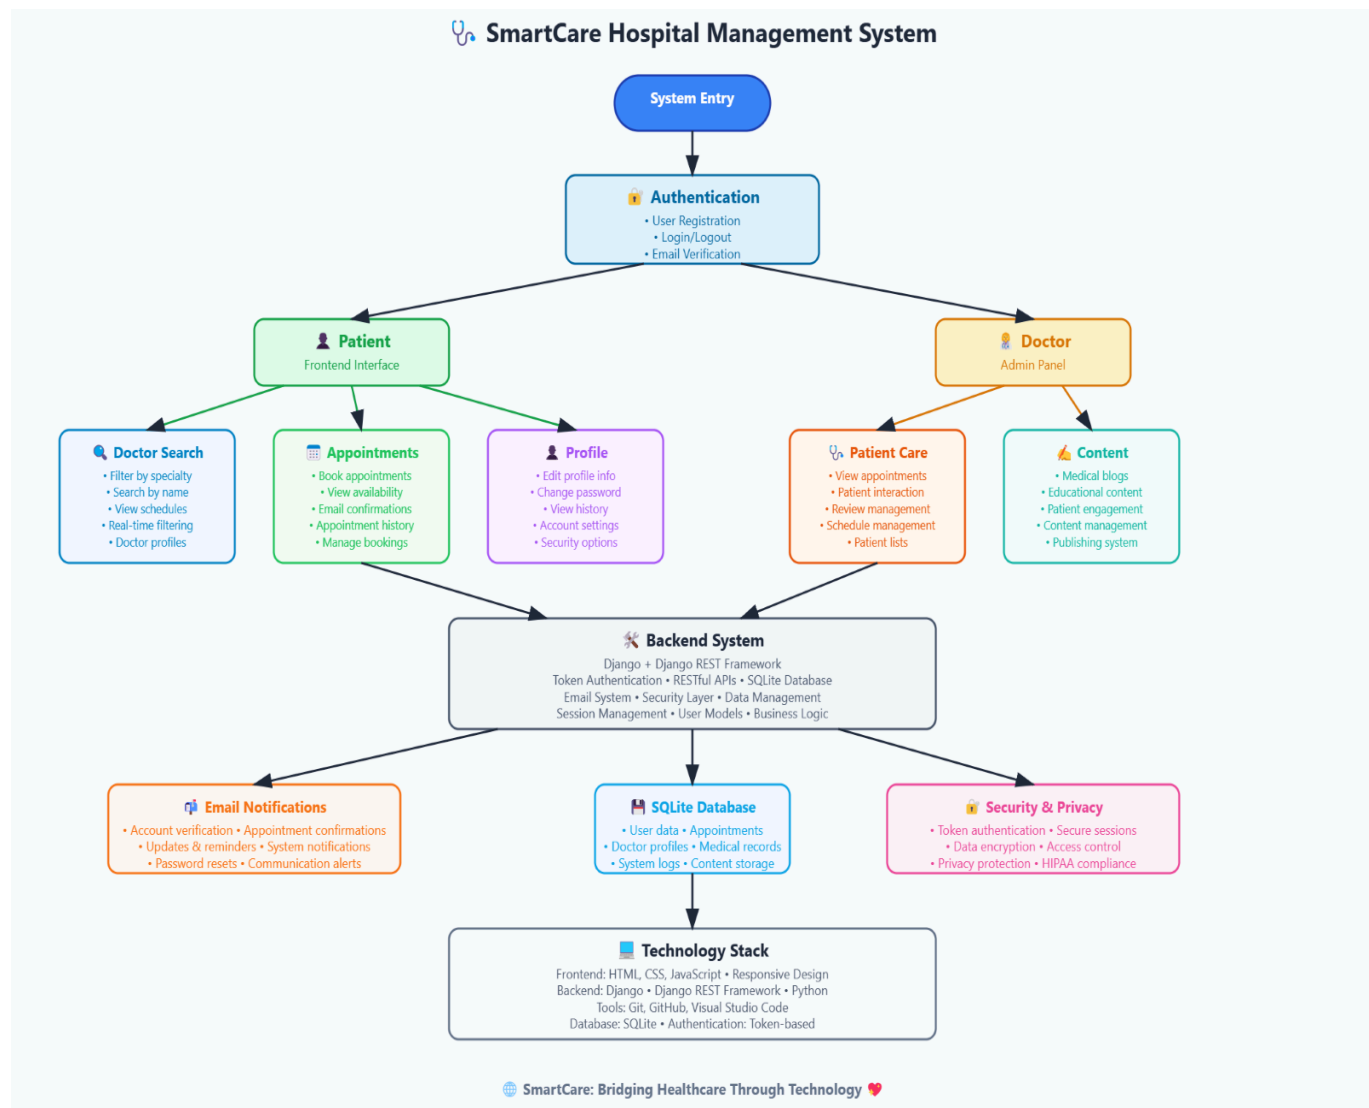 SmartCare Hospital Management System
System Entry
Authentication
• User Registration
• Login/Logout
• Email Verification
Patient
Frontend Interface
Doctor
Admin Panel
Doctor Search
• Filter by specialty
• Search by name
• View schedules
• Real-time filtering
• Doctor profiles
Appointments
• Book appointments
• View availability
• Email confirmations
• Appointment history
• Manage bookings
Profile
• Edit profile info
• Change password
• View history
• Account settings
• Security options
Patient Care
• View appointments
• Patient interaction
• Review management
• Schedule management
• Patient lists
Content
• Medical blogs
• Educational content
• Patient engagement
• Content management
• Publishing system
Backend System
Django + Django REST Framework
Token Authentication • RESTful APIs • SQLite Database
Email System • Security Layer • Data Management
Session Management • User Models • Business Logic
Email Notifications
• Account verification • Appointment confirmations
• Updates & reminders • System notifications
• Password resets • Communication alerts
SQLite Database
• User data • Appointments
• Doctor profiles • Medical records
• System logs • Content storage
Security & Privacy
• Token authentication • Secure sessions
• Data encryption • Access control
• Privacy protection • HIPAA compliance
Technology Stack
Frontend: HTML, CSS, JavaScript • Responsive Design
Backend: Django • Django REST Framework • Python
Tools: Git, GitHub, Visual Studio Code
Database: SQLite • Authentication: Token-based
SmartCare: Bridging Healthcare Through Technology